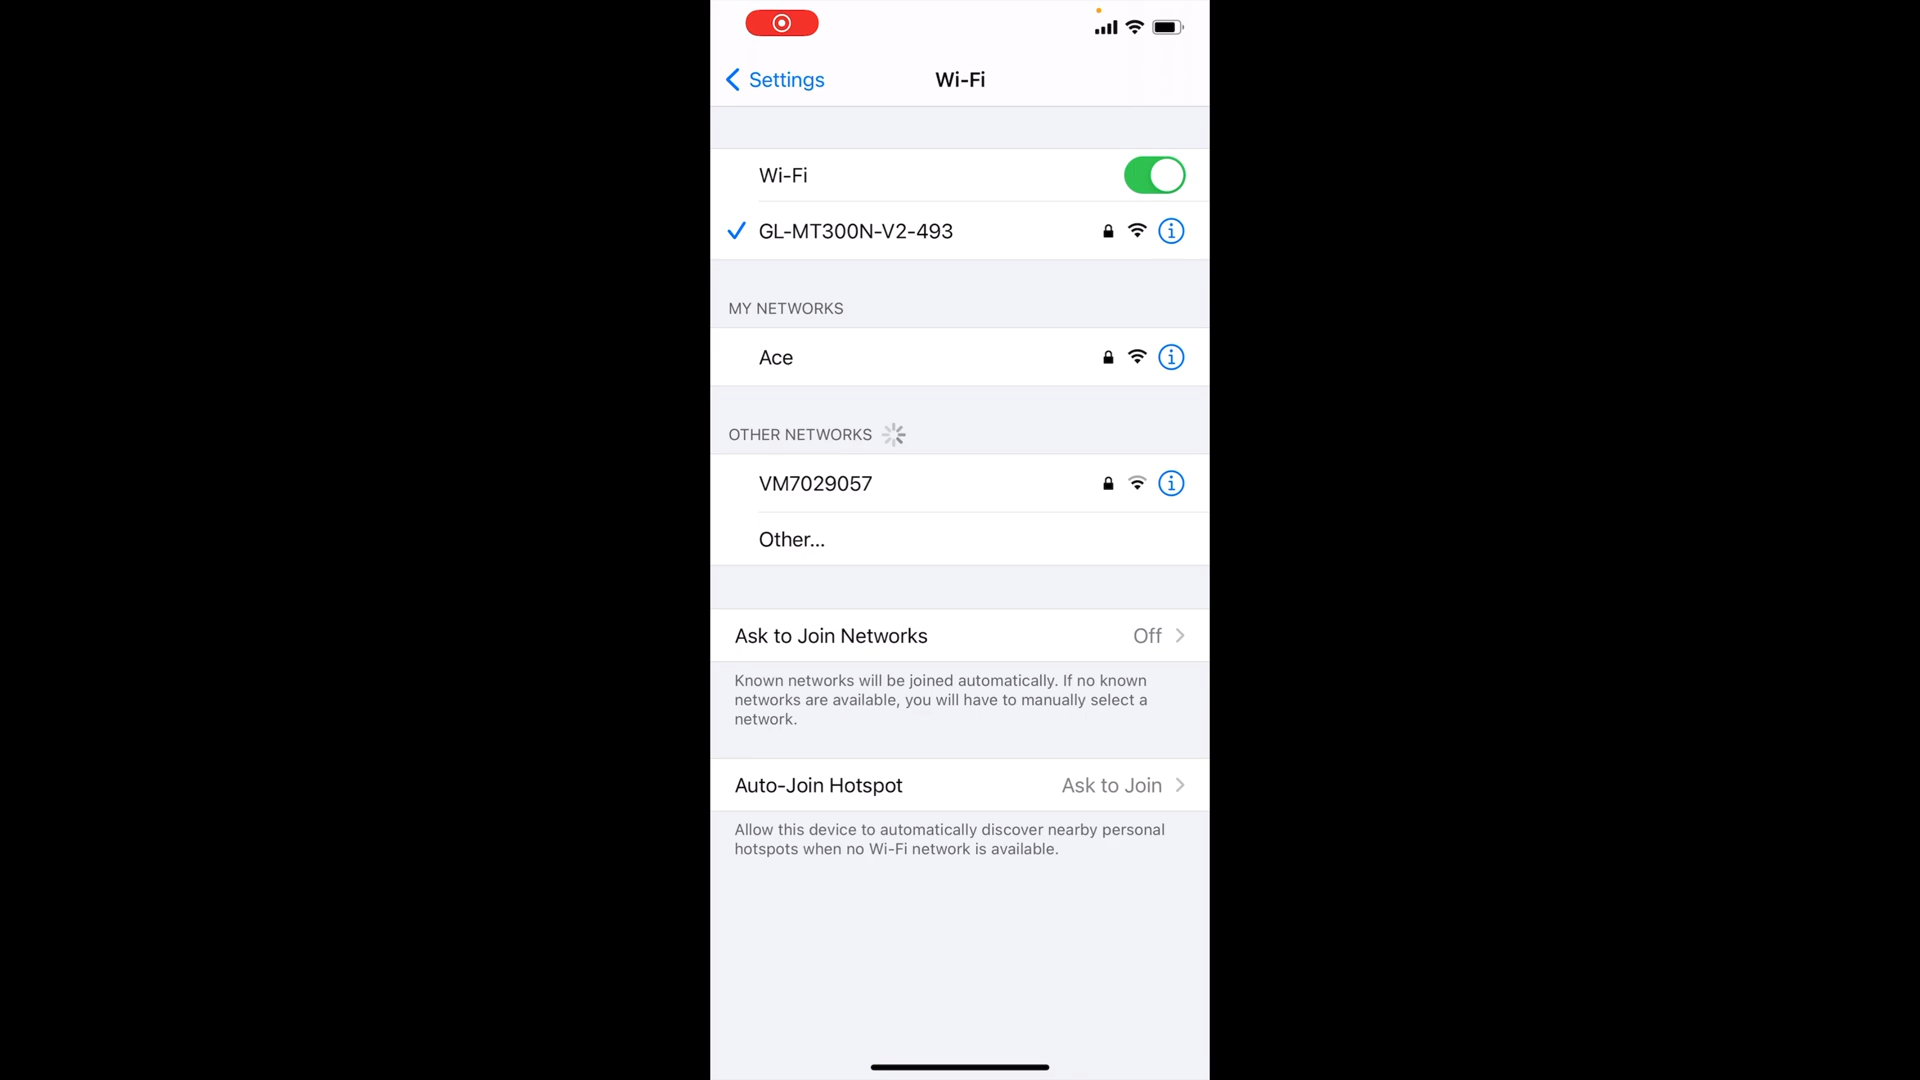 Settings
Wi-Fi
Wi-Fi
GL-MT300N-V2-493
MY NETWORKS
Ace
OTHER NETWORKS
VM7029057
Other...
Ask to Join Networks Off
Known networks will be joined automatically. If no known
networks are available, you will have to manually select a
network.
Auto-Join Hotspot Ask to Join
Allow this device to automatically discover nearby personal
hotspots when no Wi-Fi network is available.